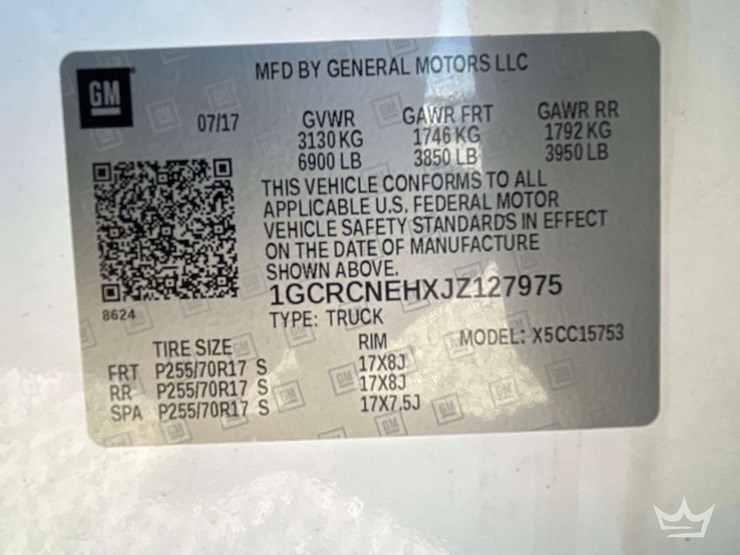 GM
MFD BY GENERAL MOTORS LLC
07/17 GVWR GAWR FRT GAWR RR
3130 KG 1746 KG 1792 KG
6900 LB 3850 LB 3950 LB
THIS VEHICLE CONFORMS TO ALL
APPLICABLE U.S. FEDERAL MOTOR
VEHICLE SAFETY STANDARDS IN EFFECT
ON THE DATE OF MANUFACTURE
SHOWN ABOVE.
1GCRCNEHXJZ127975
8624
TYPE: TRUCK
TIRE SIZE RIM MODEL: X5CC15753
FRT P255/70R17 S 17X8J
RR P255/70R17 S 17X8J
SPA P255/70R17 S 17X7.5J